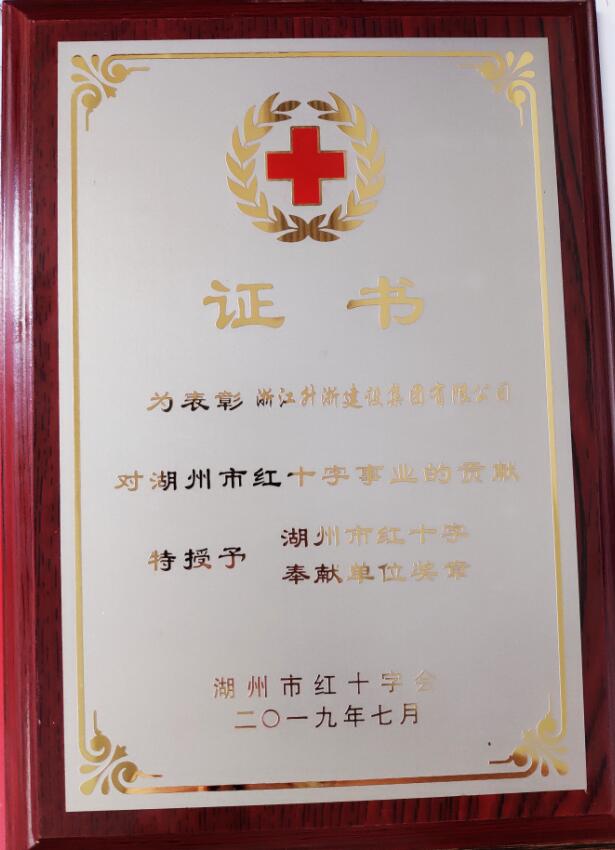 证书
为表彰 浙江升浙建设集团有限公司
对湖州市红十字事业的贡献
特授予 湖州市红十字
奉献单位奖章
湖州市红十字会
二〇一九年七月